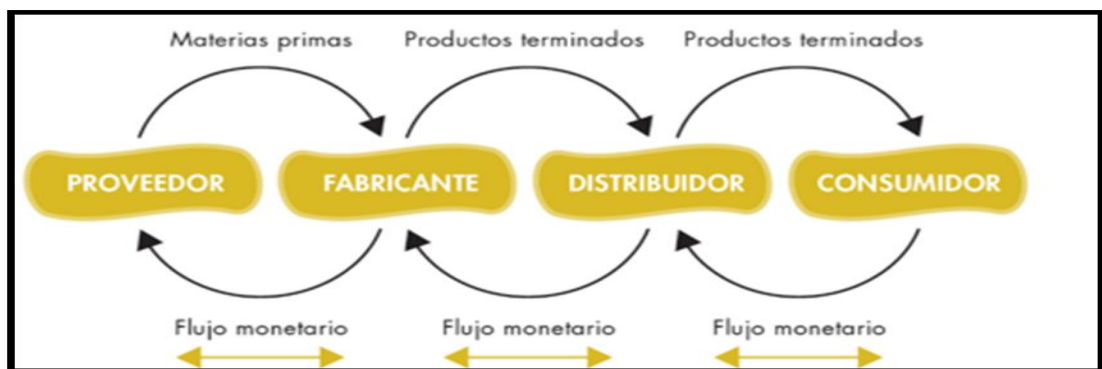 Materias primas Productos terminados Productos terminados
PROVEEDOR FABRICANTE DISTRIBUIDOR CONSUMIDOR
Flujo monetario Flujo monetario Flujo monetario